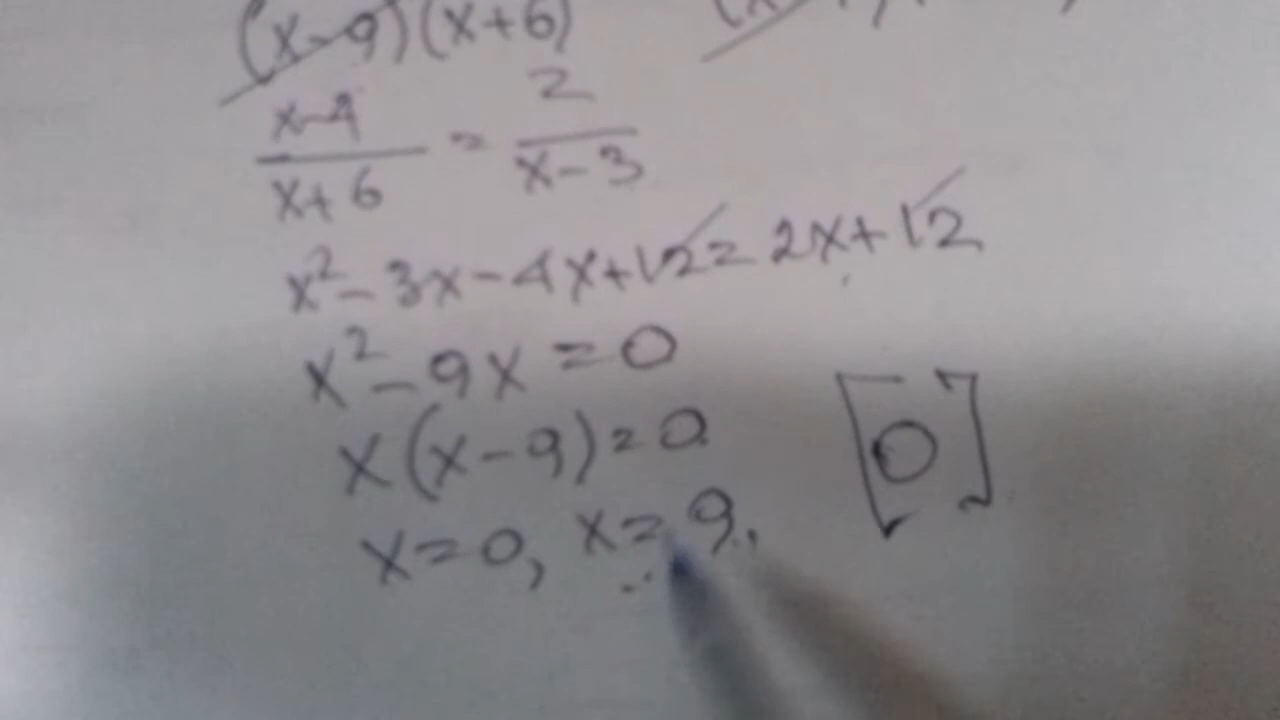 (x-9)(x+6)
x-4/x+6 = 2/x-3
x²-3x-4x+12=2x+12
x²-9x=0
x(x-9)=0
x=0, x=9.
[0]